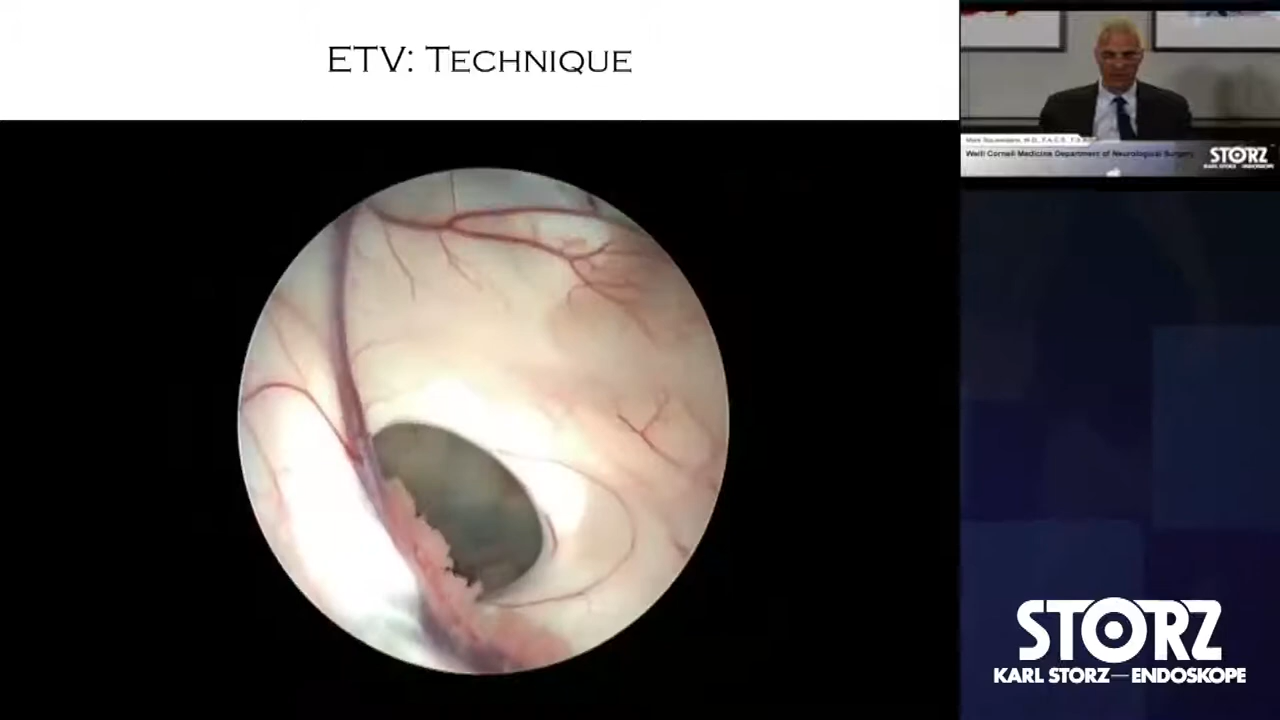 ETV: TECHNIQUE
Weill Cornell Medicine Department of Neurological Surgery
STORZ
KARL STORZ—ENDOSKOPE
STORZ
KARL STORZ—ENDOSKOPE